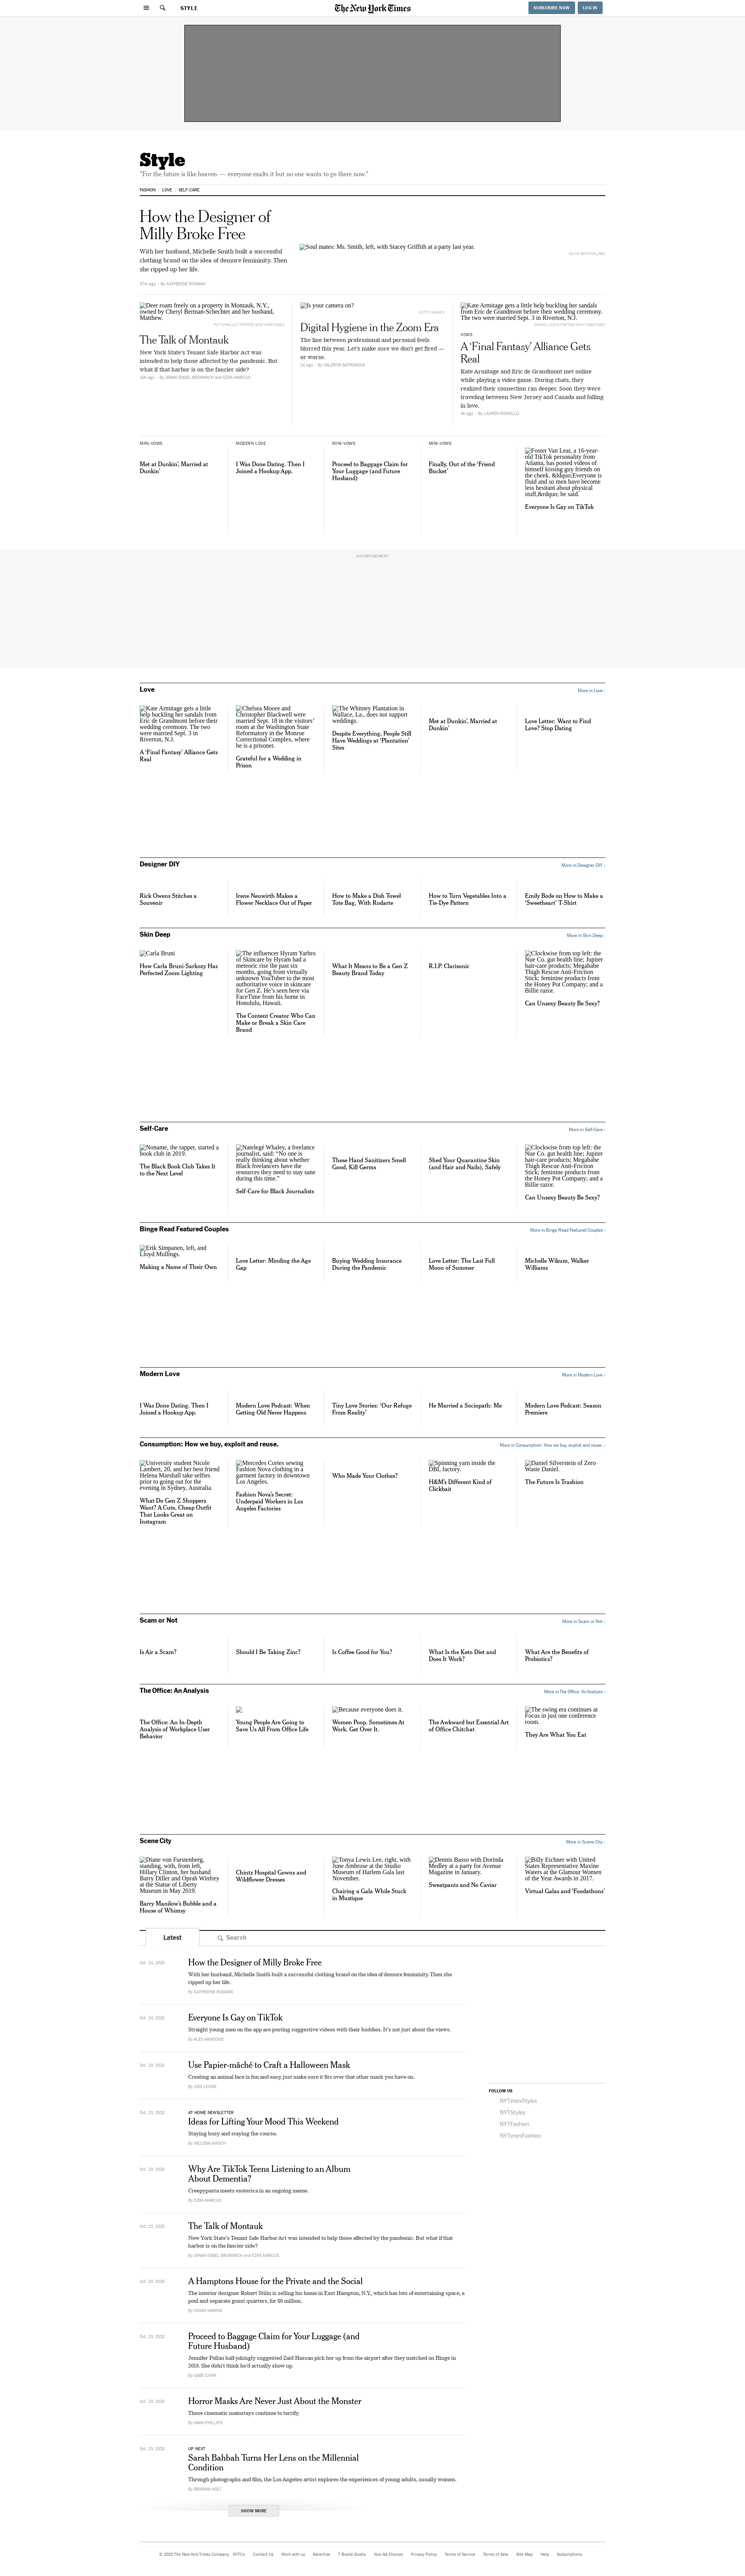 STYLE
The New York Times
SUBSCRIBE NOW
LOG IN
Style
"For the future is like heaven — everyone exalts it but no one wants to go there now."
FASHION LOVE SELF-CARE
How the Designer of
Milly Broke Free
With her husband, Michelle Smith built a successful
clothing brand on the idea of demure femininity. Then
she ripped up her life.
By KATHERINE ROSMAN
Soul mates: Ms. Smith, left, with Stacey Griffith at a party last year.
Deer roam freely on a property in Montauk, N.Y.,
owned by Cheryl Berman-Schechter and her husband,
Matthew.
The Talk of Montauk
New York State's Tenant Safe Harbor Act was
intended to help those affected by the pandemic. But
what if that harbor is on the fancier side?
By JONAH ENGEL BROMWICH and EZRA MARCUS
Is your camera on?
GETTY IMAGES
Digital Hygiene in the Zoom Era
The line between professional and personal feels
blurred this year. Let's make sure we don't get fired —
or worse.
2d ago – By VALERIYA SAFRONOVA
Kate Armitage gets a little help buckling her sandals
from Eric de Grandmont before their wedding ceremony.
The two were married Sept. 3 in Riverton, N.J.
VOWS
A 'Final Fantasy' Alliance Gets
Real
Kate Armitage and Eric de Grandmont met online
while playing a video game. During chats, they
realized their connection ran deeper. Soon they were
traveling between New Jersey and Canada and falling
in love.
By LAUREN ROWELLO
MINI-VOWS
Met at Dunkin', Married at
Dunkin'
MODERN LOVE
I Was Done Dating. Then I
Joined a Hookup App.
MINI-VOWS
Proceed to Baggage Claim for
Your Luggage (and Future
Husband)
MINI-VOWS
Finally, Out of the 'Friend
Bucket'
Foster Van Lear, a 16-year-
old TikTok personality from
Atlanta, has posted videos of
himself kissing guy friends on
the cheek. &ldquo;Everyone is
fluid and so men have become
less hesitant about physical
stuff,&rdquo; he said.
Everyone Is Gay on TikTok
ADVERTISEMENT
Love
More in Love ›
Kate Armitage gets a little
help buckling her sandals from
Eric de Grandmont before their
wedding ceremony. The two
were married Sept. 3 in
Riverton, N.J.
A 'Final Fantasy' Alliance Gets
Real
Chelsea Moore and
Christopher Blackwell were
married Sept. 18 in the visitors'
room at the Washington State
Reformatory in the Monroe
Correctional Complex, where
he is a prisoner.
Grateful for a Wedding in
Prison
The Whitney Plantation in
Wallace, La., does not support
weddings.
Despite Everything, People Still
Have Weddings at 'Plantation'
Sites
Met at Dunkin', Married at
Dunkin'
Love Letter: Want to Find
Love? Stop Dating
Designer DIY
More in Designer DIY ›
Rick Owens Stitches a
Souvenir
Irene Neuwirth Makes a
Flower Necklace Out of Paper
How to Make a Dish Towel
Tote Bag, With Rodarte
How to Turn Vegetables Into a
Tie-Dye Pattern
Emily Bode on How to Make a
'Sweetheart' T-Shirt
Skin Deep
More in Skin Deep ›
Carla Bruni
How Carla Bruni-Sarkozy Has
Perfected Zoom Lighting
The influencer Hyram Yarbro
of Skincare by Hyram had a
meteoric rise the past six
months, going from virtually
unknown YouTuber to the most
authoritative voice in skincare
for Gen Z. He's seen here via
FaceTime from his home in
Honolulu, Hawaii.
The Content Creator Who Can
Make or Break a Skin Care
Brand
What It Means to Be a Gen Z
Beauty Brand Today
R.I.P. Clarisonic
Clockwise from top left: the
Nue Co. gut health line; Jupiter
hair-care products; Megababe
Thigh Rescue Anti-Friction
Stick; feminine products from
the Honey Pot Company; and a
Billie razor.
Can Unsexy Beauty Be Sexy?
Self-Care
More in Self-Care ›
Noname, the rapper, started a
book club in 2019.
The Black Book Club Takes It
to the Next Level
Natelegé Whaley, a freelance
journalist, said: "No one is
really thinking about whether
Black freelancers have the
resources they need to stay sane
during this time."
Self-Care for Black Journalists
These Hand Sanitizers Smell
Good, Kill Germs
Shed Your Quarantine Skin
(and Hair and Nails), Safely
Clockwise from top left: the
Nue Co. gut health line; Jupiter
hair-care products; Megababe
Thigh Rescue Anti-Friction
Stick; feminine products from
the Honey Pot Company; and a
Billie razor.
Can Unsexy Beauty Be Sexy?
Binge Read Featured Couples
More in Binge Read Featured Couples ›
Erik Simpanen, left, and
Lloyd Mullings.
Making a Name of Their Own
Love Letter: Minding the Age
Gap
Buying Wedding Insurance
During the Pandemic
Love Letter: The Last Full
Moon of Summer
Michelle Wikum, Walker
Williams
Modern Love
More in Modern Love ›
I Was Done Dating. Then I
Joined a Hookup App.
Modern Love Podcast: When
Getting Old Never Happens
Tiny Love Stories: 'Our Refuge
From Reality'
He Married a Sociopath: Me
Modern Love Podcast: Season
Premiere
Consumption: How we buy, exploit and reuse.
More in Consumption: How we buy, exploit and reuse. ›
University student Nicole
Lambert, 20, and her best friend
Helena Marshall take selfies
prior to going out for the
evening in Sydney, Australia.
What Do Gen Z Shoppers
Want? A Cute, Cheap Outfit
That Looks Great on
Instagram
Mercedes Cortes sewing
Fashion Nova clothing in a
garment factory in downtown
Los Angeles.
Fashion Nova's Secret:
Underpaid Workers in Los
Angeles Factories
Who Made Your Clothes?
Spinning yarn inside the
DBL factory.
H&M's Different Kind of
Clickbait
Daniel Silverstein of Zero
Waste Daniel.
The Future Is Trashion
Scam or Not
More in Scam or Not ›
Is Air a Scam?
Should I Be Taking Zinc?
Is Coffee Good for You?
What Is the Keto Diet and
Does It Work?
What Are the Benefits of
Probiotics?
The Office: An Analysis
More in The Office: An Analysis ›
The Office: An In-Depth
Analysis of Workplace User
Behavior
Young People Are Going to
Save Us All From Office Life
Because everyone does it.
Women Poop. Sometimes At
Work. Get Over It.
The Awkward but Essential Art
of Office Chitchat
The swing era continues at
Focus in just one conference
room.
They Are What You Eat
Scene City
More in Scene City ›
Diane von Furstenberg,
standing, with, from left,
Hillary Clinton, her husband
Barry Diller and Oprah Winfrey
at the Statue of Liberty
Museum in May 2019.
Barry Manilow's Bubble and a
House of Whimsy
Chintz Hospital Gowns and
Wildflower Dresses
Tonya Lewis Lee, right, with
June Ambrose at the Studio
Museum of Harlem Gala last
November.
Chairing a Gala While Stuck
in Mustique
Dennis Basso with Dorinda
Medley at a party for Avenue
Magazine in January.
Sweatpants and No Caviar
Billy Eichner with United
States Representative Maxine
Waters at the Glamour Women
of the Year Awards in 2017.
Virtual Galas and 'Foodathons'
Latest
Search
Oct. 24, 2020
How the Designer of Milly Broke Free
With her husband, Michelle Smith built a successful clothing brand on the idea of demure femininity. Then she
ripped up her life.
By KATHERINE ROSMAN
Oct. 24, 2020
Everyone Is Gay on TikTok
Straight young men on the app are posting suggestive videos with their buddies. It's not just about the views.
By ALEX HAWGOOD
Oct. 23, 2020
Use Papier-mâché to Craft a Halloween Mask
Creating an animal face is fun and easy, just make sure it fits over that other mask you have on.
By JODI LEVINE
Oct. 23, 2020
AT HOME NEWSLETTER
Ideas for Lifting Your Mood This Weekend
Staying busy and staying the course.
By MELISSA KIRSCH
Oct. 23, 2020
Why Are TikTok Teens Listening to an Album
About Dementia?
Creepypasta meets esoterica in an ongoing meme.
By EZRA MARCUS
Oct. 23, 2020
The Talk of Montauk
New York State's Tenant Safe Harbor Act was intended to help those affected by the pandemic. But what if that
harbor is on the fancier side?
By JONAH ENGEL BROMWICH and EZRA MARCUS
Oct. 23, 2020
A Hamptons House for the Private and the Social
The interior designer Robert Stilin is selling his home in East Hampton, N.Y., which has lots of entertaining space, a
pool and separate guest quarters, for $6 million.
By VIVIAN MARINO
Oct. 23, 2020
Proceed to Baggage Claim for Your Luggage (and
Future Husband)
Jennifer Pollan half-jokingly suggested Zaid Hassan pick her up from the airport after they matched on Hinge in
2018. She didn't think he'd actually show up.
By GABE COHN
Oct. 23, 2020
Horror Masks Are Never Just About the Monster
These cinematic mainstays continue to terrify.
By MAYA PHILLIPS
Oct. 23, 2020
UP NEXT
Sarah Bahbah Turns Her Lens on the Millennial
Condition
Through photographs and film, the Los Angeles artist explores the experiences of young adults, usually women.
By BRIANNA HOLT
SHOW MORE
FOLLOW US
NYTimesStyles
NYTStyles
NYTFashion
NYTimesFashion
© 2020 The New York Times Company NYTCo Contact Us Work with us Advertise T Brand Studio Your Ad Choices Privacy Policy Terms of Service Terms of Sale Site Map Help Subscriptions